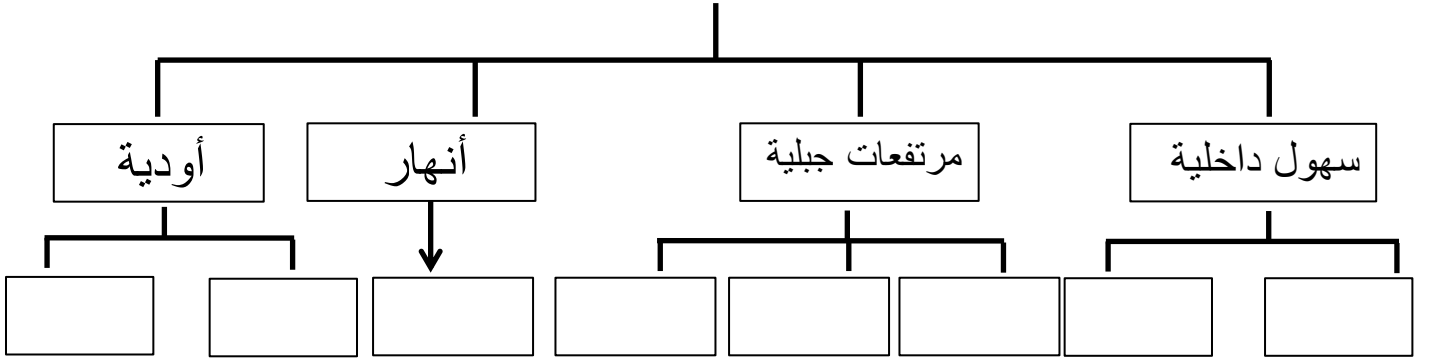 سهول داخلية
مرتفعات جبلية
أنهار
أودية